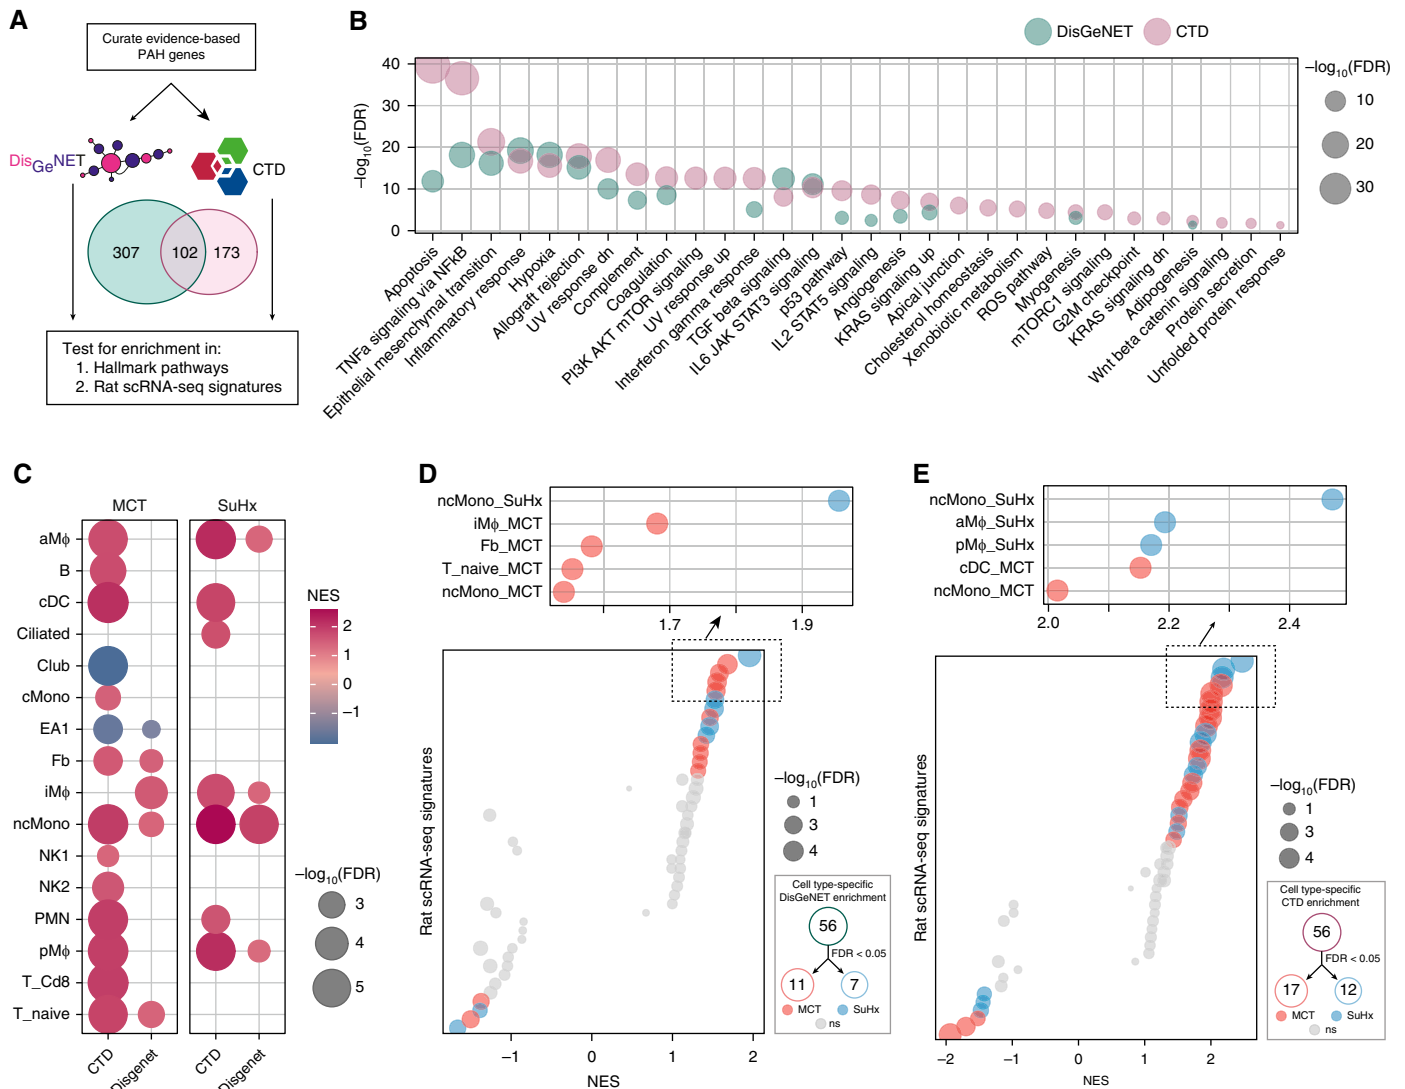 A
Curate evidence-based
PAH genes
DisGeNET
CTD
307
102
173
Test for enrichment in:
1. Hallmark pathways
2. Rat scRNA-seq signatures
B
DisGeNET
CTD
–log10(FDR)
40
30
20
10
0
Apoptosis
TNFa signaling via NFkB
Epithelial mesenchymal transition
Inflammatory response
Hypoxia
Allograft rejection
UV response dn
Complement
Coagulation
PI3K AKT mTOR signaling
UV response up
Interferon gamma response
TGF beta signaling
IL6 JAK STAT3 signaling
p53 pathway
IL2 STAT5 signaling
Angiogenesis
KRAS signaling up
Apical junction
Cholesterol homeostasis
Xenobiotic metabolism
ROS pathway
Myogenesis
mTORC1 signaling
G2M checkpoint
KRAS signaling dn
Adipogenesis
Wnt beta catenin signaling
Protein secretion
Unfolded protein response
–log10(FDR)
10
20
30
C
MCT
SuHx
aMϕ
B
cDC
Ciliated
Club
cMono
EA1
Fb
iMϕ
ncMono
NK1
NK2
PMN
pMϕ
T_Cd8
T_naive
CTD
Disgenet
CTD
Disgenet
NES
2
1
0
–1
–log10(FDR)
3
4
5
D
ncMono_SuHx
iMϕ_MCT
Fb_MCT
T_naive_MCT
ncMono_MCT
1.7
1.9
Rat scRNA-seq signatures
–1
0
1
2
NES
–log10(FDR)
1
3
4
Cell type-specific
DisGeNET enrichment
56
FDR < 0.05
11
7
MCT
SuHx
ns
E
ncMono_SuHx
aMϕ_SuHx
pMϕ_SuHx
cDC_MCT
ncMono_MCT
2.0
2.2
2.4
Rat scRNA-seq signatures
–2
–1
0
1
2
NES
–log10(FDR)
1
3
4
Cell type-specific
CTD enrichment
56
FDR < 0.05
17
12
MCT
SuHx
ns